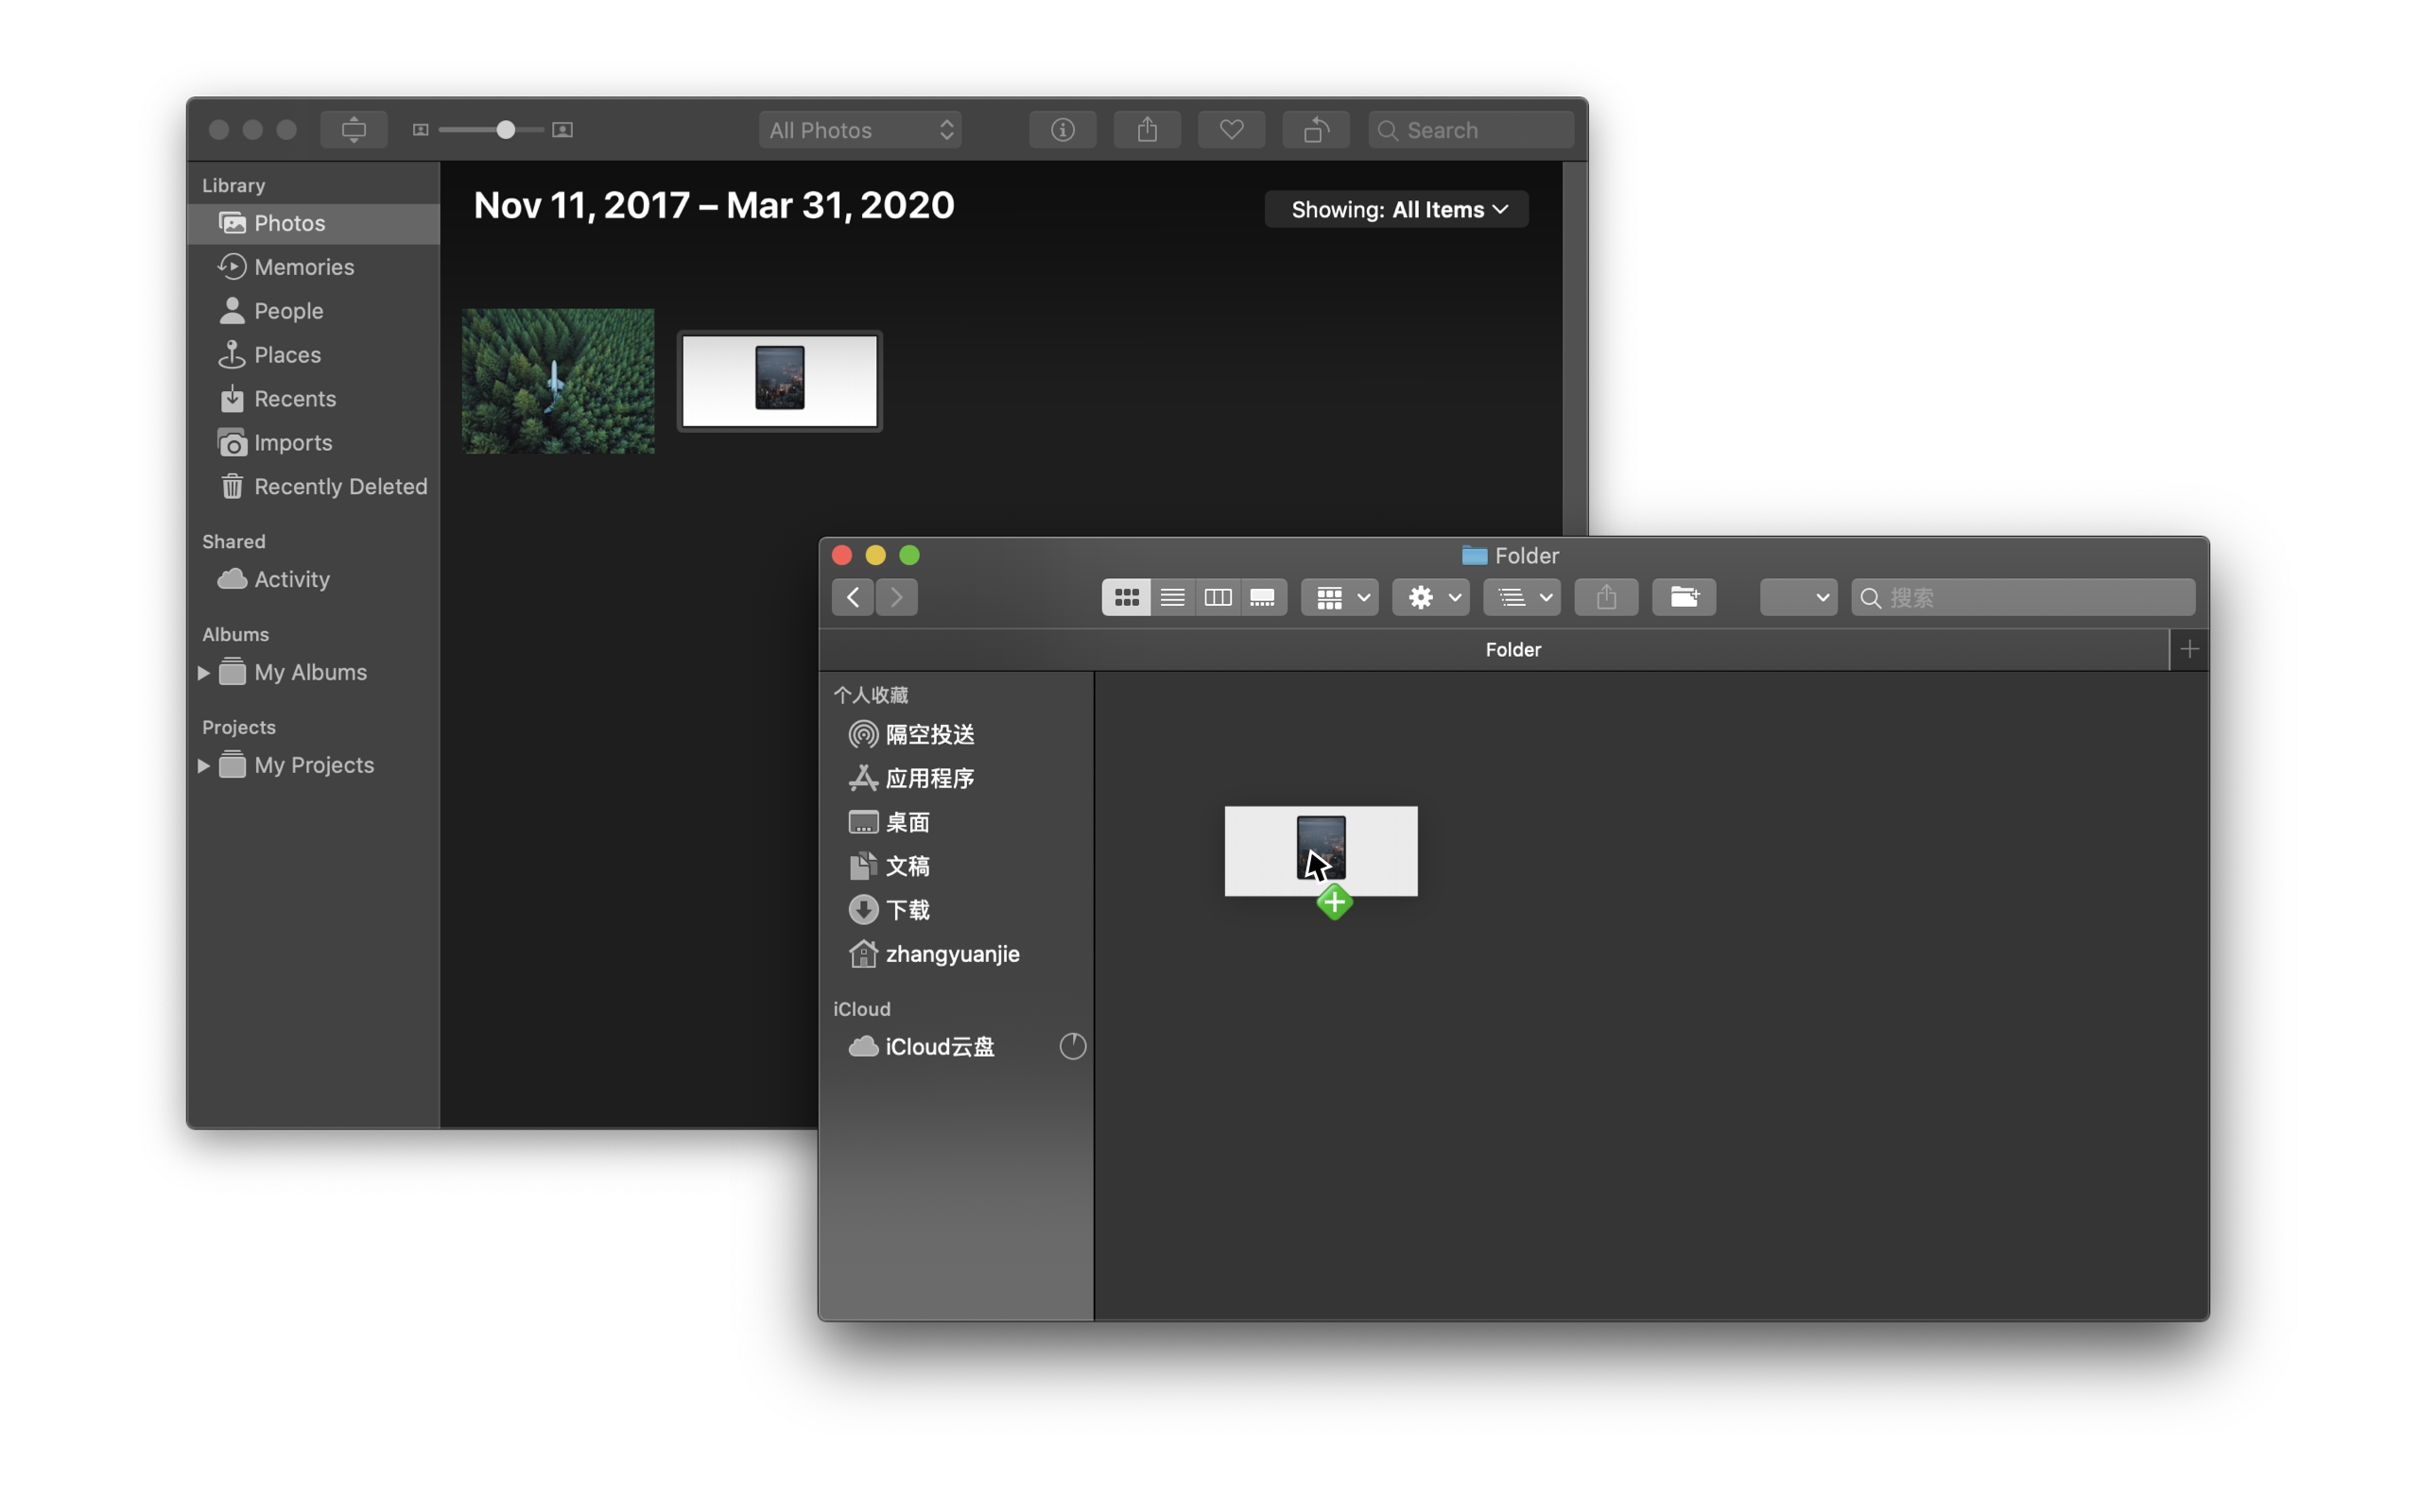 All Photos
Search
Library
Photos
Memories
People
Places
Recents
Imports
Recently Deleted
Shared
Activity
Albums
My Albums
Projects
My Projects
Nov 11, 2017 – Mar 31, 2020
Showing: All Items
Folder
搜索
Folder
个人收藏
隔空投送
应用程序
桌面
文稿
下载
zhangyuanjie
iCloud
iCloud云盘